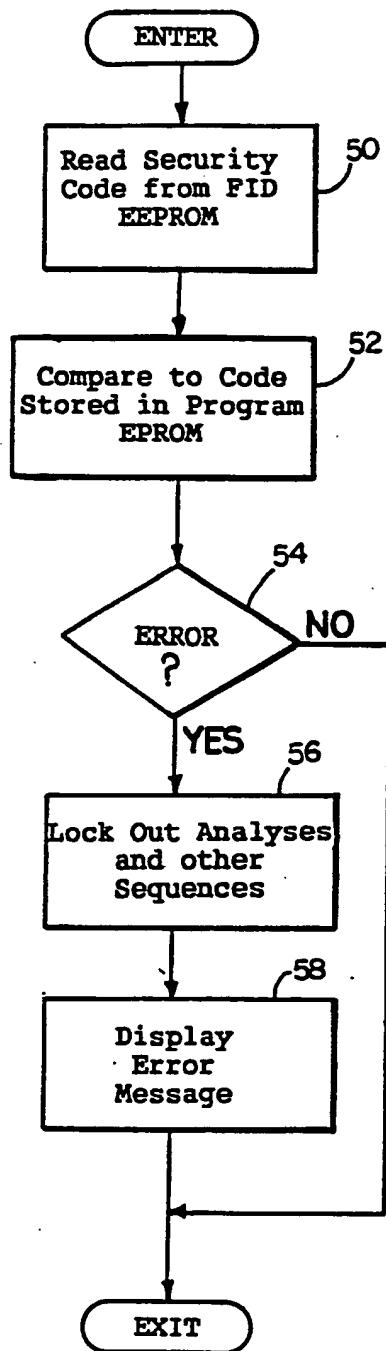 ENTER
Read Security
Code from FID
EEPROM
50
Compare to Code
Stored in Program
EPROM
52
54
ERROR
?
NO
YES
56
Lock Out Analyses
and other
Sequences
58
Display
Error
Message
EXIT